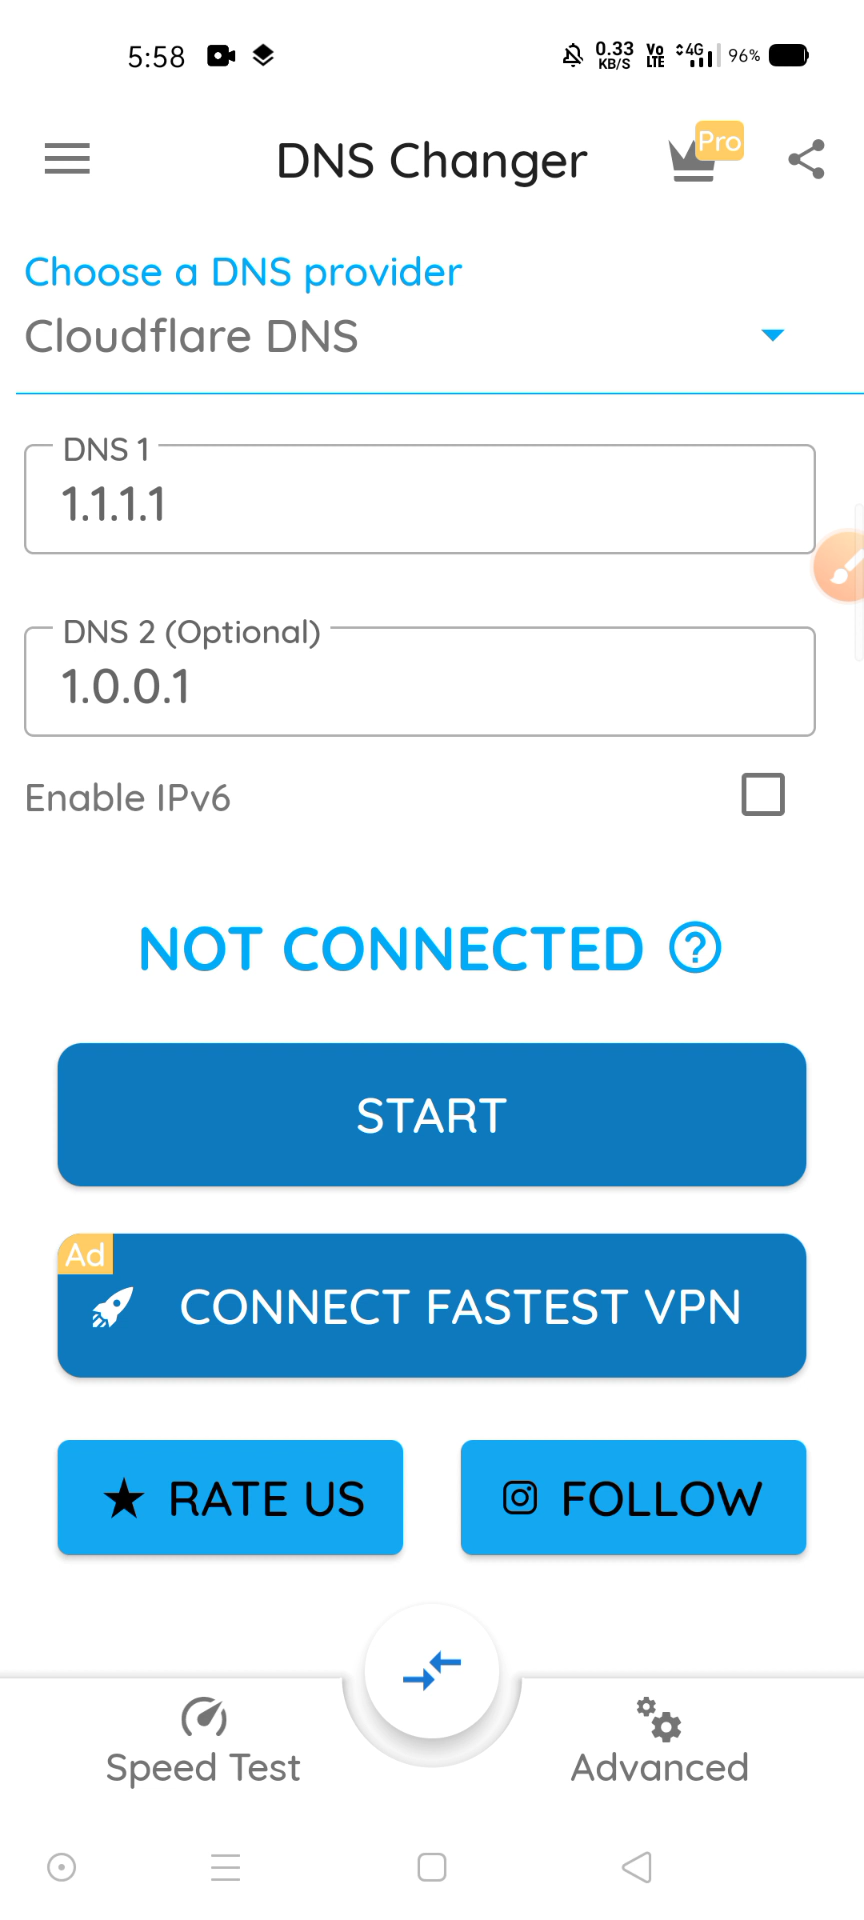 5:58 0.33 KB/S Vo LTE 4G 96%
DNS Changer Pro
Choose a DNS provider
Cloudflare DNS
DNS 1
1.1.1.1
DNS 2 (Optional)
1.0.0.1
Enable IPv6
NOT CONNECTED ?
START
Ad
CONNECT FASTEST VPN
RATE US FOLLOW
Speed Test Advanced